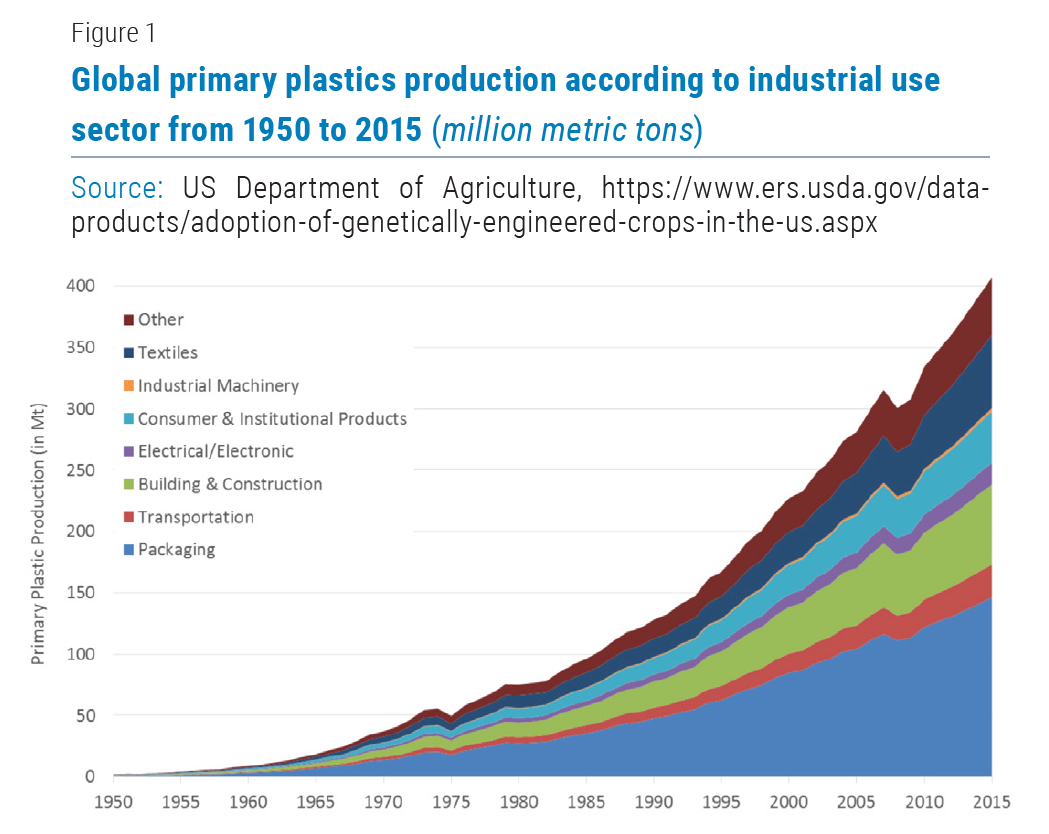 Figure 1
Global primary plastics production according to industrial use
sector from 1950 to 2015 (million metric tons)
Source: US Department of Agriculture, https://www.ers.usda.gov/data-
products/adoption-of-genetically-engineered-crops-in-the-us.aspx
Primary Plastic Production (in Mt)
400
350
300
250
200
150
100
50
0
Other
Textiles
Industrial Machinery
Consumer & Institutional Products
Electrical/Electronic
Building & Construction
Transportation
Packaging
1950 1955 1960 1965 1970 1975 1980 1985 1990 1995 2000 2005 2010 2015